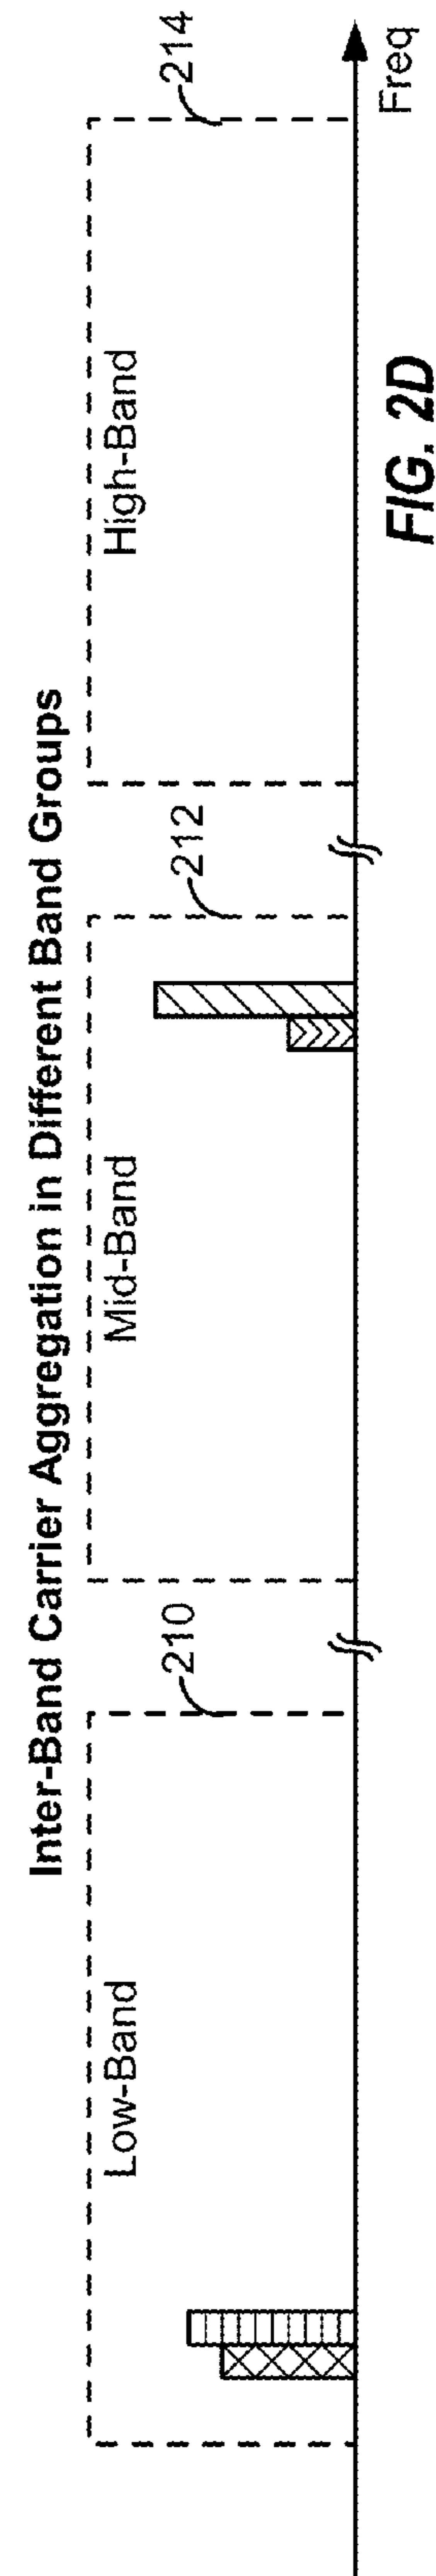 Inter-Band Carrier Aggregation in Different Band Groups
Low-Band
210
Mid-Band
212
High-Band
214
Freq
FIG. 2D